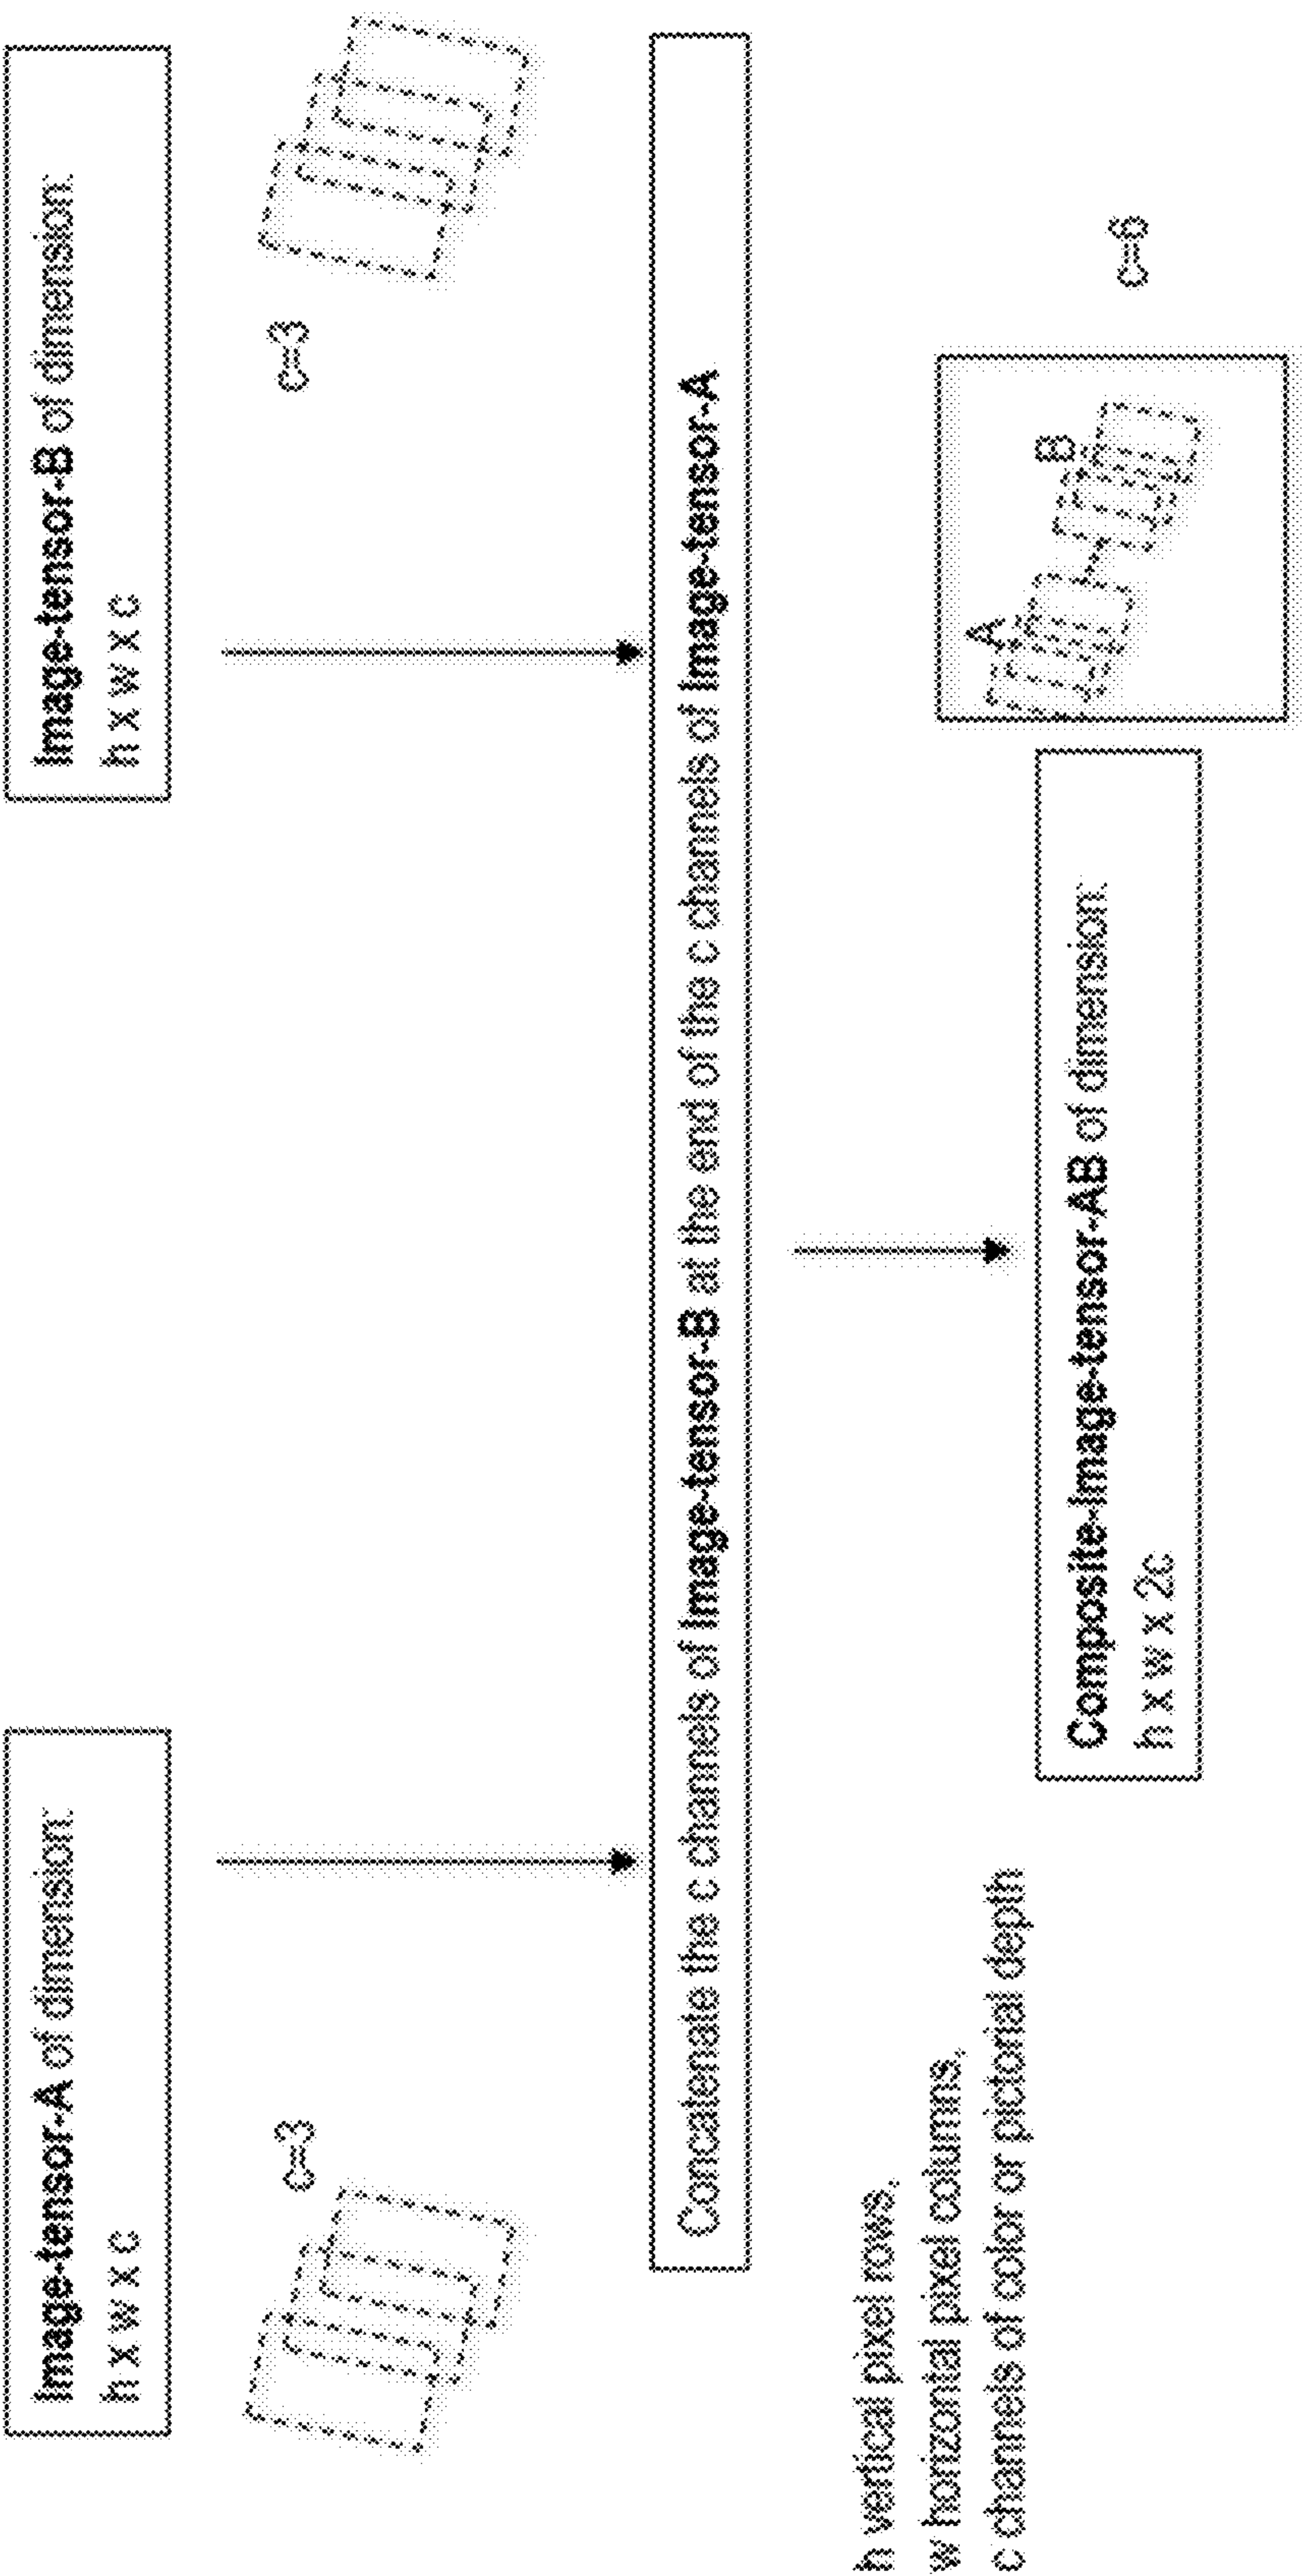 Image-tensor-A of dimension:
h x w x c
c=3
Image-tensor-B of dimension:
h x w x c
c=3
Concatenate the c channels of Image-tensor-B at the end of the c channels of Image-tensor-A
h vertical pixel rows,
w horizontal pixel columns,
c channels of color or pictorial depth
Composite-Image-tensor-AB of dimension:
h x w x 2c
A
B
c=6